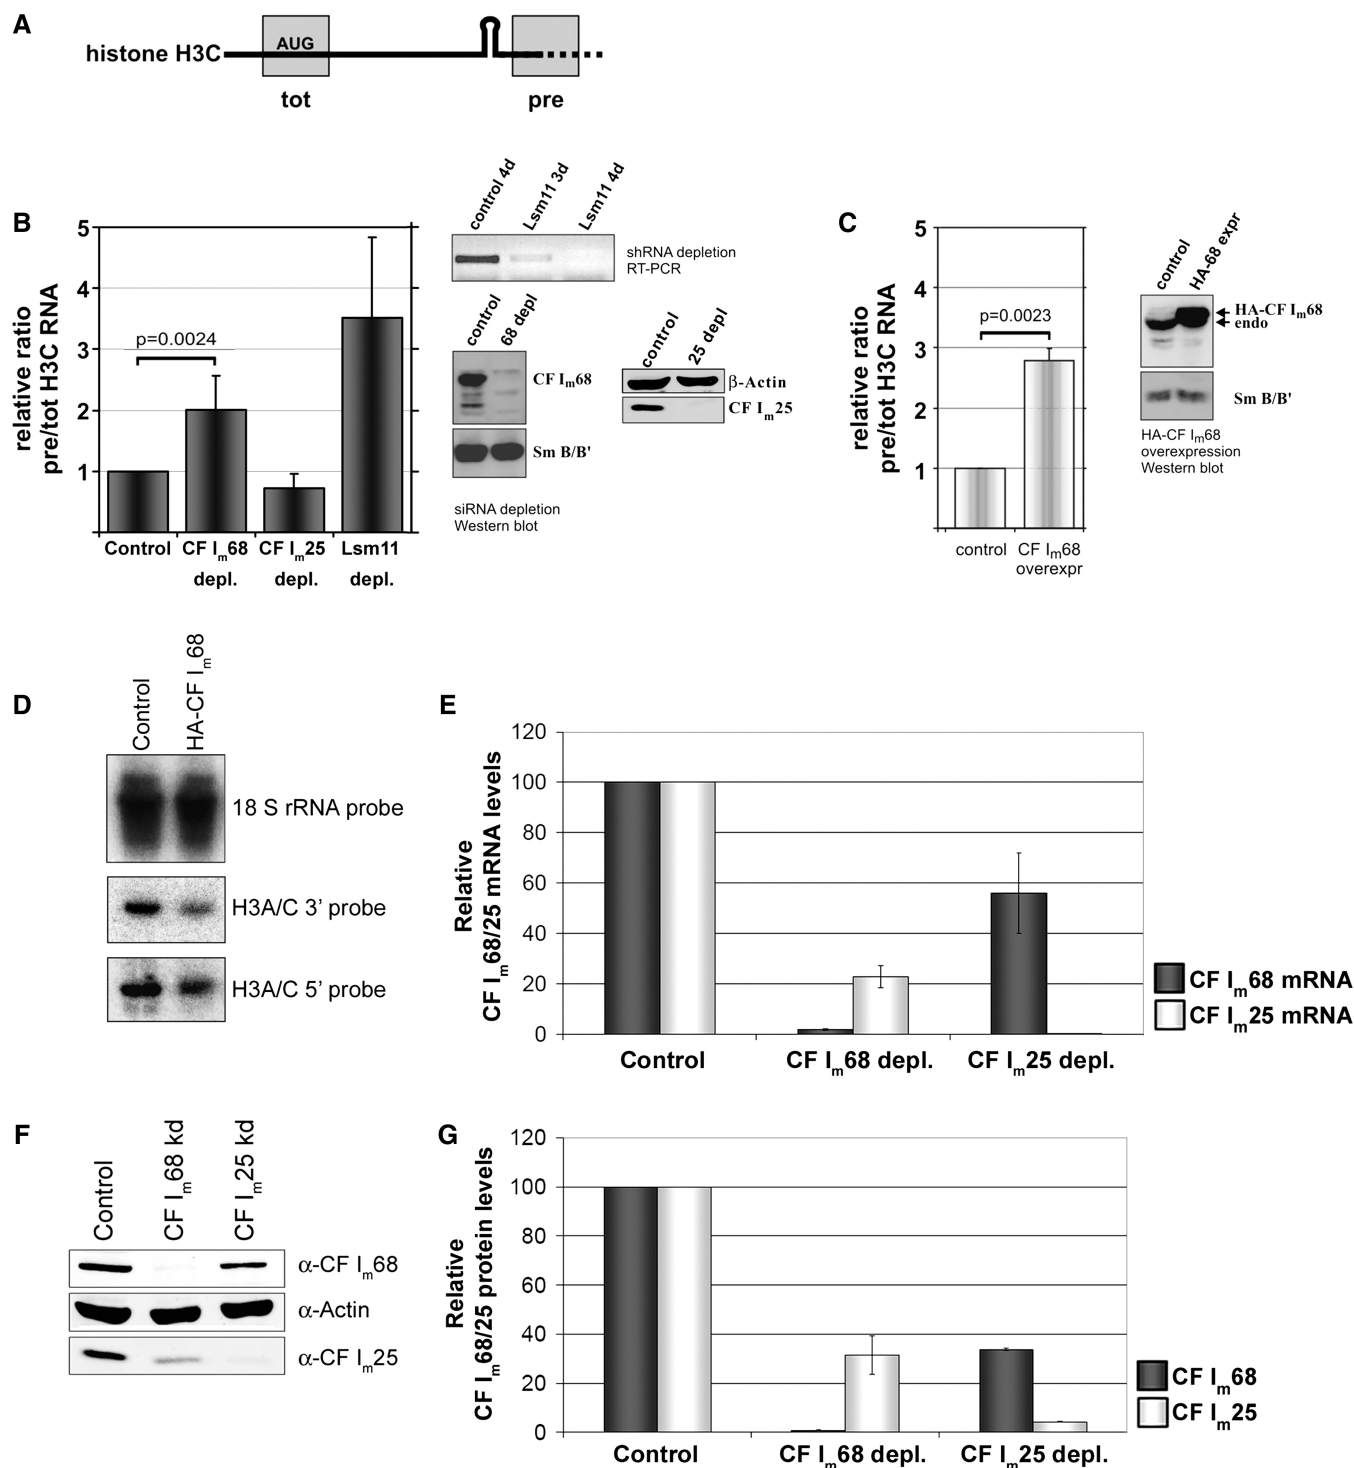 A
histone H3C
AUG
tot
pre
B
relative ratio
pre/tot H3C RNA
5
4
3
2
1
p=0.0024
Control
CF Im68
depl.
CF Im25
depl.
Lsm11
depl.
control 4d
Lsm11 3d
Lsm11 4d
shRNA depletion
RT-PCR
control
68 depl
CF Im68
Sm B/B'
siRNA depletion
Western blot
control
25 depl
β-Actin
CF Im25
C
relative ratio
pre/tot H3C RNA
5
4
3
2
1
p=0.0023
control
CF Im68
overexpr
control
HA-68 expr
HA-CF Im68
endo
Sm B/B'
HA-CF Im68
overexpression
Western blot
D
Control
HA-CF Im68
18 S rRNA probe
H3A/C 3’ probe
H3A/C 5’ probe
E
Relative
CF Im68/25 mRNA levels
120
100
80
60
40
20
0
Control
CF Im68 depl.
CF Im25 depl.
CF Im68 mRNA
CF Im25 mRNA
F
Control
CF Im68 kd
CF Im25 kd
α-CF Im68
α-Actin
α-CF Im25
G
Relative
CF Im68/25 protein levels
120
100
80
60
40
20
0
Control
CF Im68 depl.
CF Im25 depl.
CF Im68
CF Im25